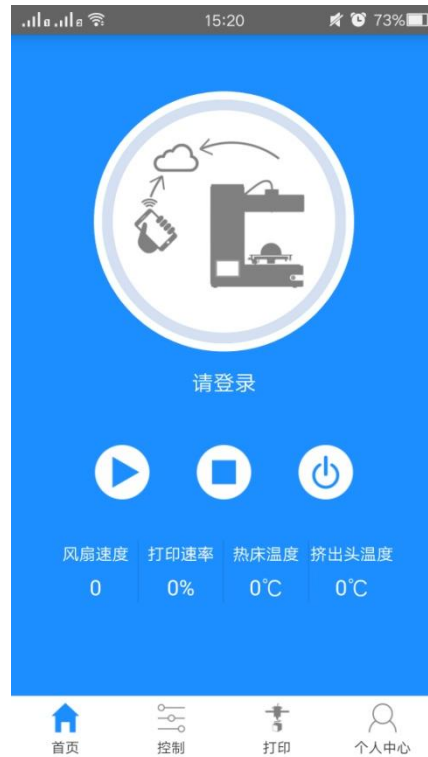 15:20 73%
请登录
风扇速度 打印速率 热床温度 挤出头温度
0 0% 0℃ 0℃
首页 控制 打印 个人中心